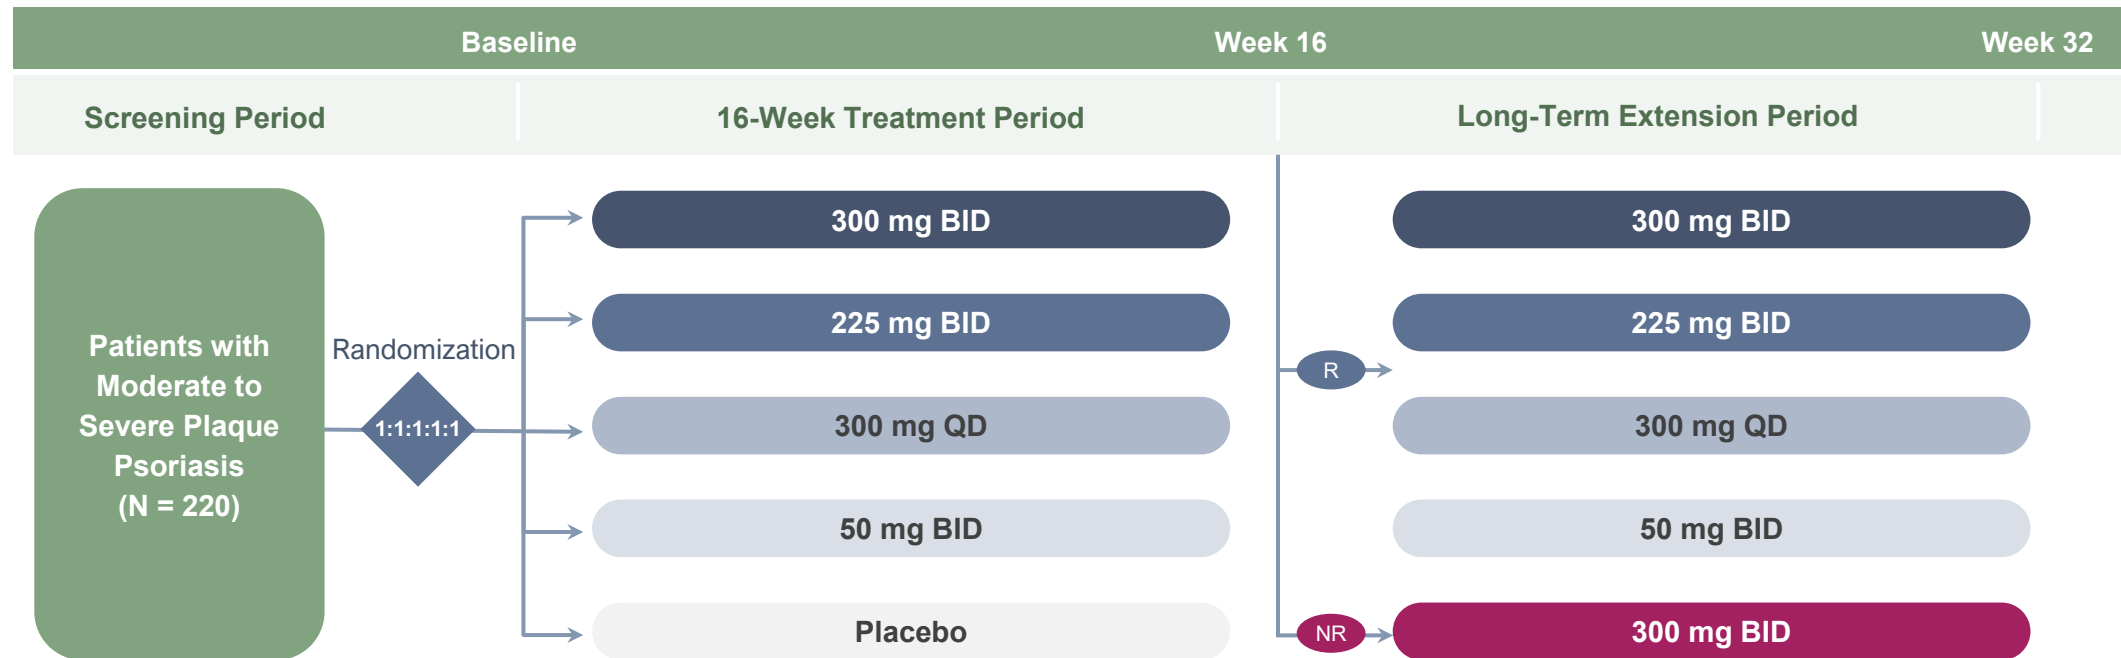 Baseline
Week 16
Week 32
Screening Period
16-Week Treatment Period
Long-Term Extension Period
Patients with
Moderate to
Severe Plaque
Psoriasis
(N = 220)
Randomization
1:1:1:1:1
300 mg BID
225 mg BID
300 mg QD
50 mg BID
Placebo
R
NR
300 mg BID
225 mg BID
300 mg QD
50 mg BID
300 mg BID